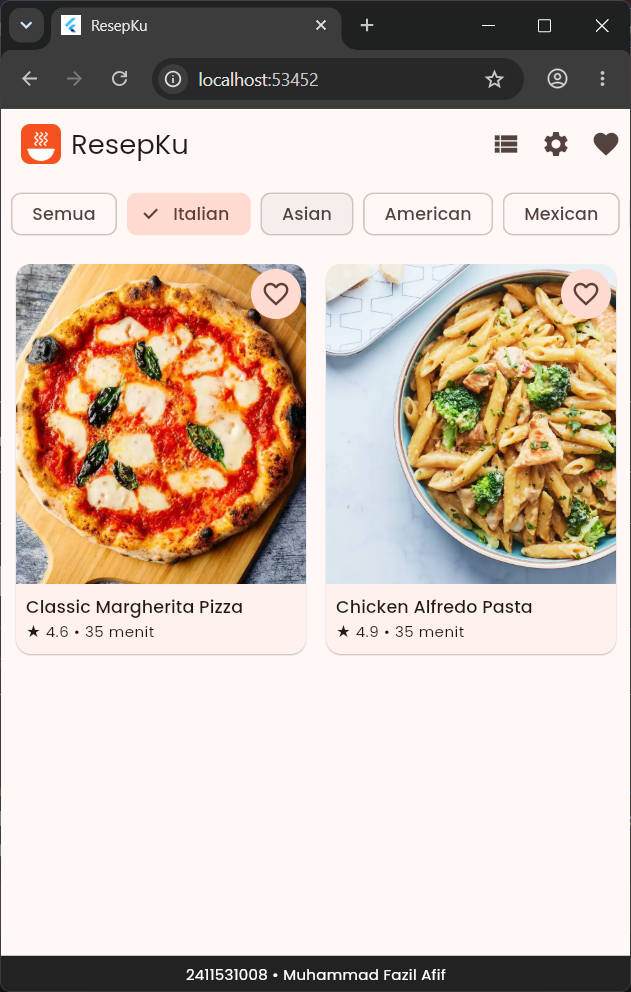 ResepKu
localhost:53452
ResepKu
Semua Italian Asian American Mexican
Classic Margherita Pizza
★ 4.6 • 35 menit
Chicken Alfredo Pasta
★ 4.9 • 35 menit
2411531008 • Muhammad Fazil Afif